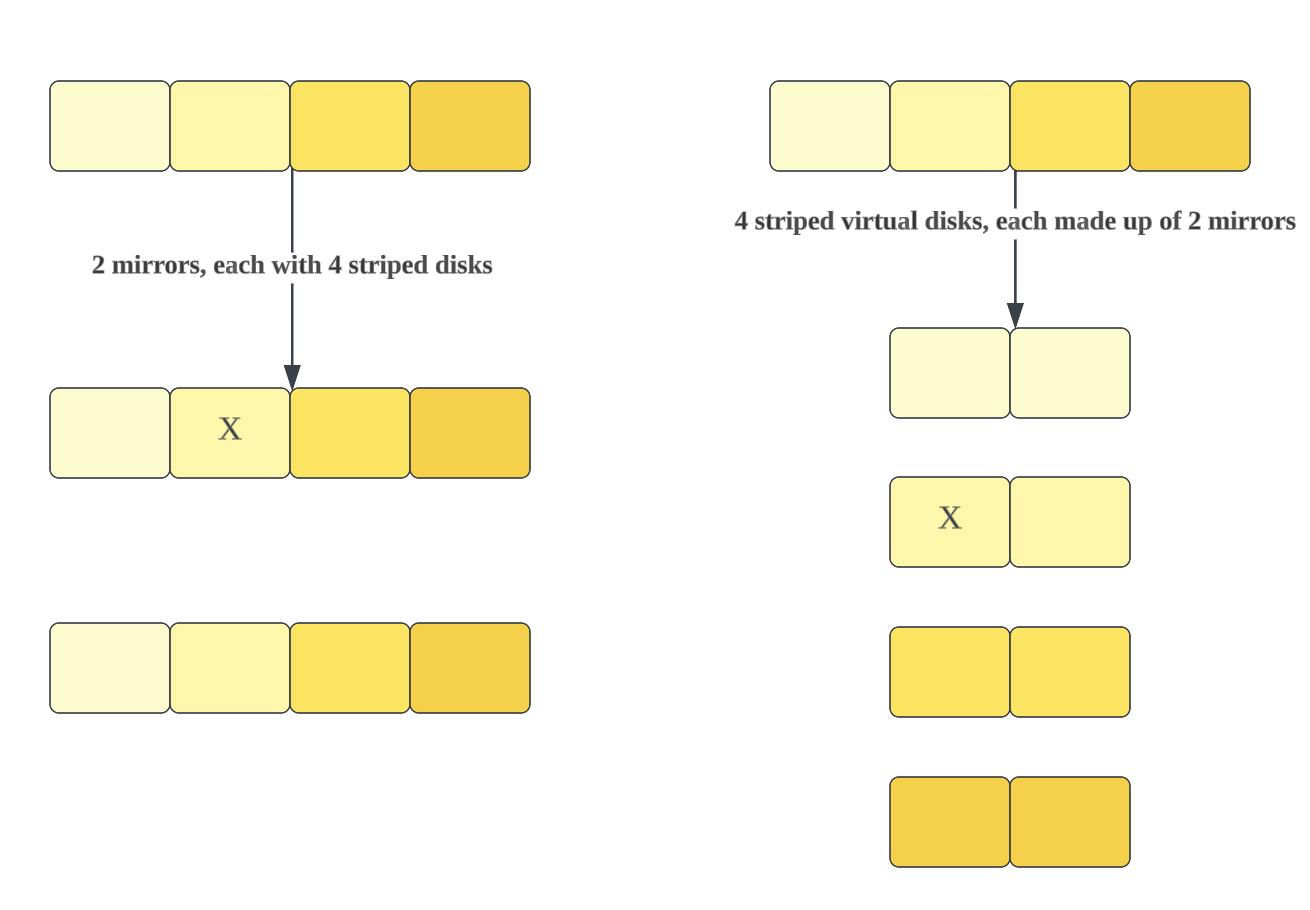 4 striped virtual disks, each made up of 2 mirrors
2 mirrors, each with 4 striped disks
X
X